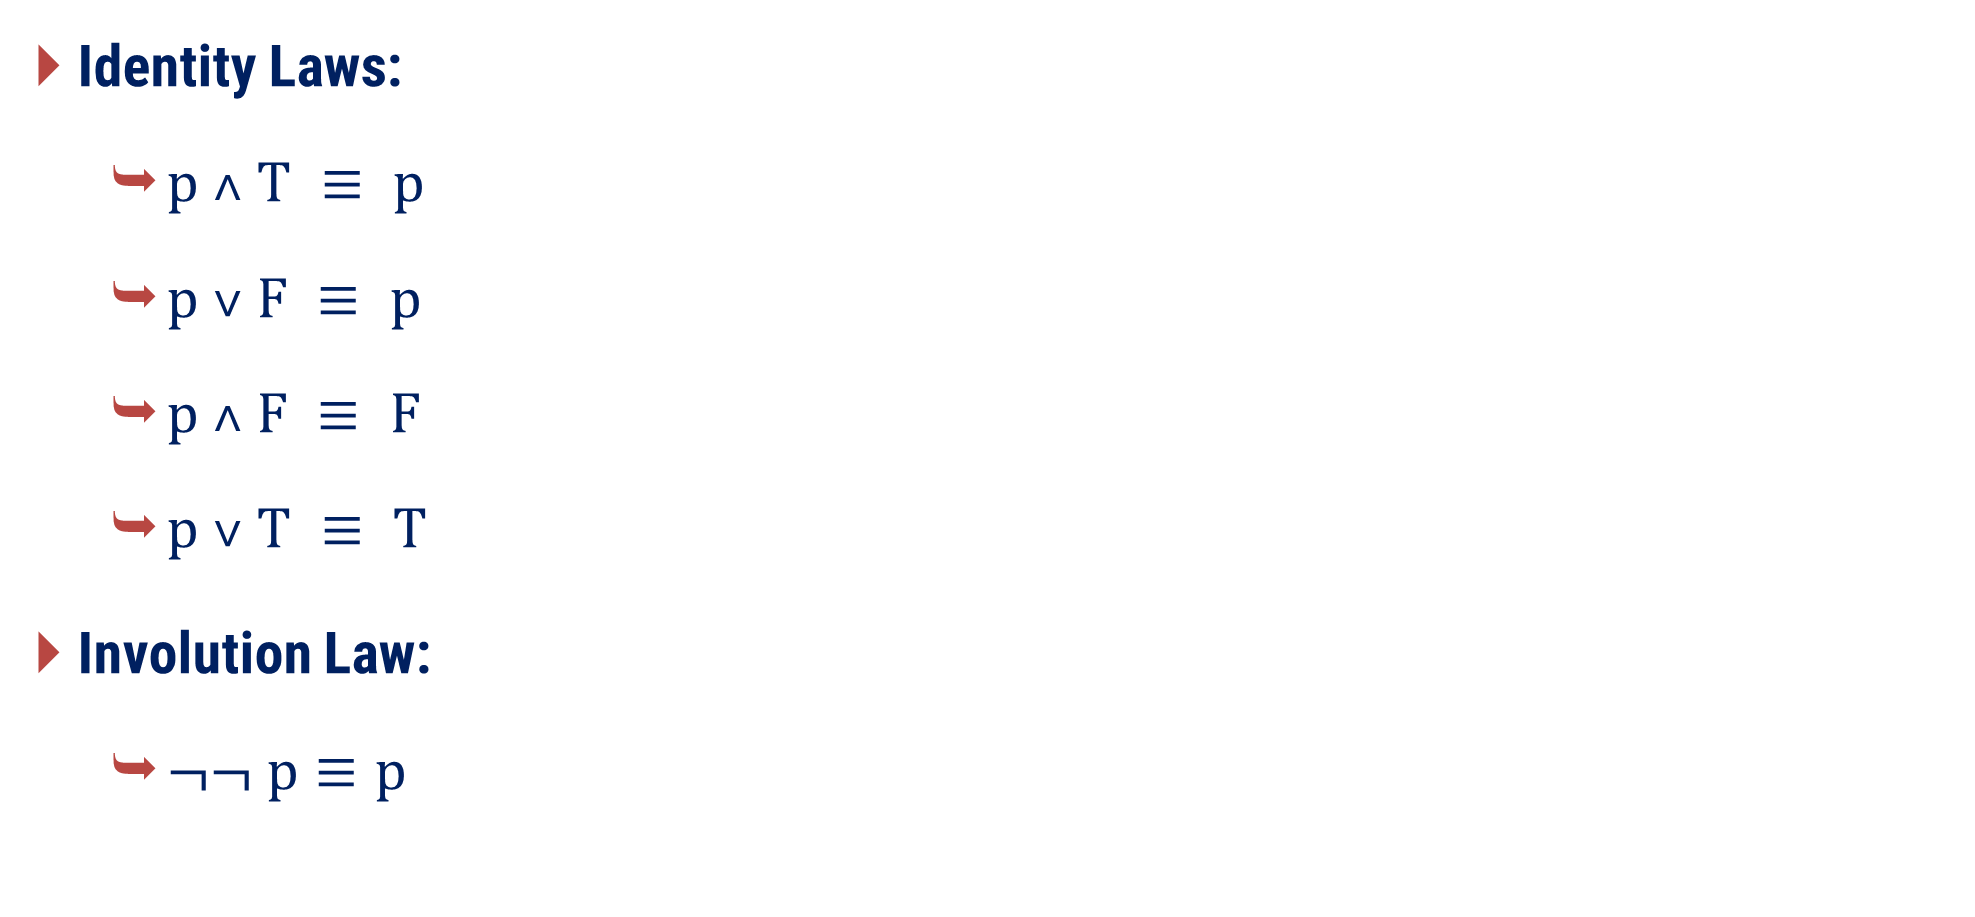 Identity Laws:
p ∧ T ≡ p
p ∨ F ≡ p
p ∧ F ≡ F
p ∨ T ≡ T
Involution Law:
¬¬ p ≡ p